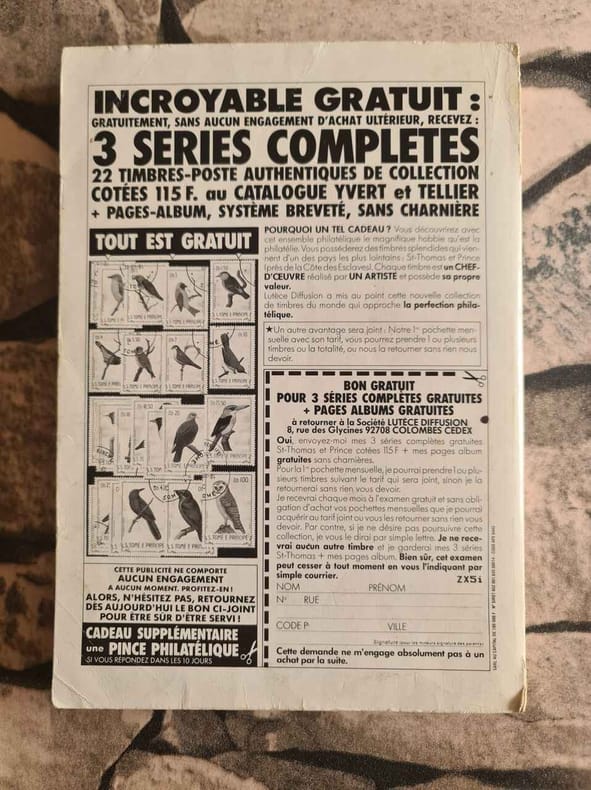 INCROYABLE GRATUIT :
GRATUITEMENT, SANS AUCUN ENGAGEMENT D'ACHAT ULTÉRIEUR, RECEVEZ :
3 SERIES COMPLETES
22 TIMBRES-POSTE AUTHENTIQUES DE COLLECTION
COTÉES 115 F. au CATALOGUE YVERT et TELLIER
+ PAGES-ALBUM, SYSTÈME BREVETÉ, SANS CHARNIÈRE
TOUT EST GRATUIT
S. TOMÉ E PRÍNCIPE
CETTE PUBLICITÉ NE COMPORTE
AUCUN ENGAGEMENT
A AUCUN MOMENT. PROFITEZ-EN !
ALORS, N'HÉSITEZ PAS, RETOURNEZ
DES AUJOURD'HUI LE BON CI-JOINT
POUR ÊTRE SÛR D'ÊTRE SERVI !
CADEAU SUPPLÉMENTAIRE
une PINCE PHILATÉLIQUE
SI VOUS RÉPONDEZ DANS LES 10 JOURS
POURQUOI UN TEL CADEAU ? Vous découvrirez avec
cet ensemble philatélique le magnifique hobbie qu'est la
philatélie. Vous posséderez des timbres splendides qui vien-
nent d'un des pays les plus lointains : St-Thomas et Prince
(près de la Côte des Esclaves). Chaque timbre est un CHEF-
D'ŒUVRE réalisé par UN ARTISTE et possède sa propre
valeur.
Lutèce Diffusion a mis au point cette nouvelle collection
de timbres du monde qui approche la perfection phila-
télique.
★Un autre avantage sera joint : Notre 1re pochette men-
suelle avec son tarif, vous pourrez prendre 1 ou plusieurs
timbres ou la totalité, ou nous la retourner sans rien nous
devoir.
BON GRATUIT
POUR 3 SÉRIES COMPLÈTES GRATUITES
+ PAGES ALBUMS GRATUITES
à retourner à la Société LUTÈCE DIFFUSION
8, rue des Glycines 92708 COLOMBES CEDEX
Oui, envoyez-moi mes 3 séries complètes gratuites
St-Thomas et Prince cotées 115 F + mes pages album
gratuites sans charnières.
Pour la 1re pochette mensuelle, je pourrai prendre 1 ou plu-
sieurs timbres suivant le tarif qui sera joint, sinon je la
retournerai sans rien vous devoir.
Je recevrai chaque mois à l'examen gratuit et sans obli-
gation d'achat vos pochettes mensuelles que je pourrai
acquérir au tarif joint ou vous les retourner sans rien vous
devoir. Par contre, si je ne désire pas poursuivre cette
collection, je vous le dirai par simple lettre. Je ne rece-
vrai aucun autre timbre et je garderai mes 3 séries
St-Thomas + mes pages album. Bien sûr, cet examen
peut cesser à tout moment en vous l'indiquant par
simple courrier.
ZX5i
NOM PRÉNOM
N° RUE
CODE P. VILLE
Signature (pour les mineurs signature des parents)
Cette demande ne m'engage absolument pas à un
achat par la suite.